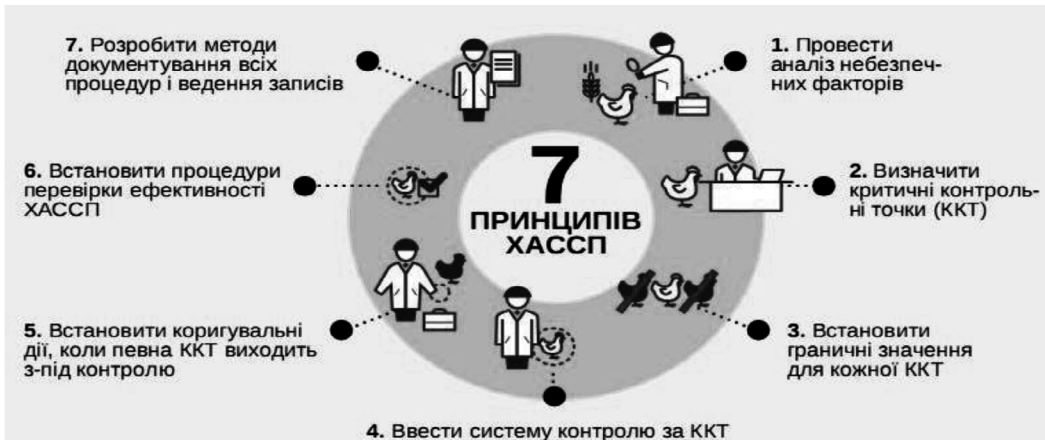 7
ПРИНЦИПІВ
ХАССП
1. Провести
аналіз небезпеч-
них факторів
2. Визначити
критичні контроль-
ні точки (ККТ)
3. Встановити
граничні значення
для кожної ККТ
4. Ввести систему контролю за ККТ
5. Встановити коригувальні
дії, коли певна ККТ виходить
з-під контролю
6. Встановити процедури
перевірки ефективності
ХАССП
7. Розробити методи
документування всіх
процедур і ведення записів